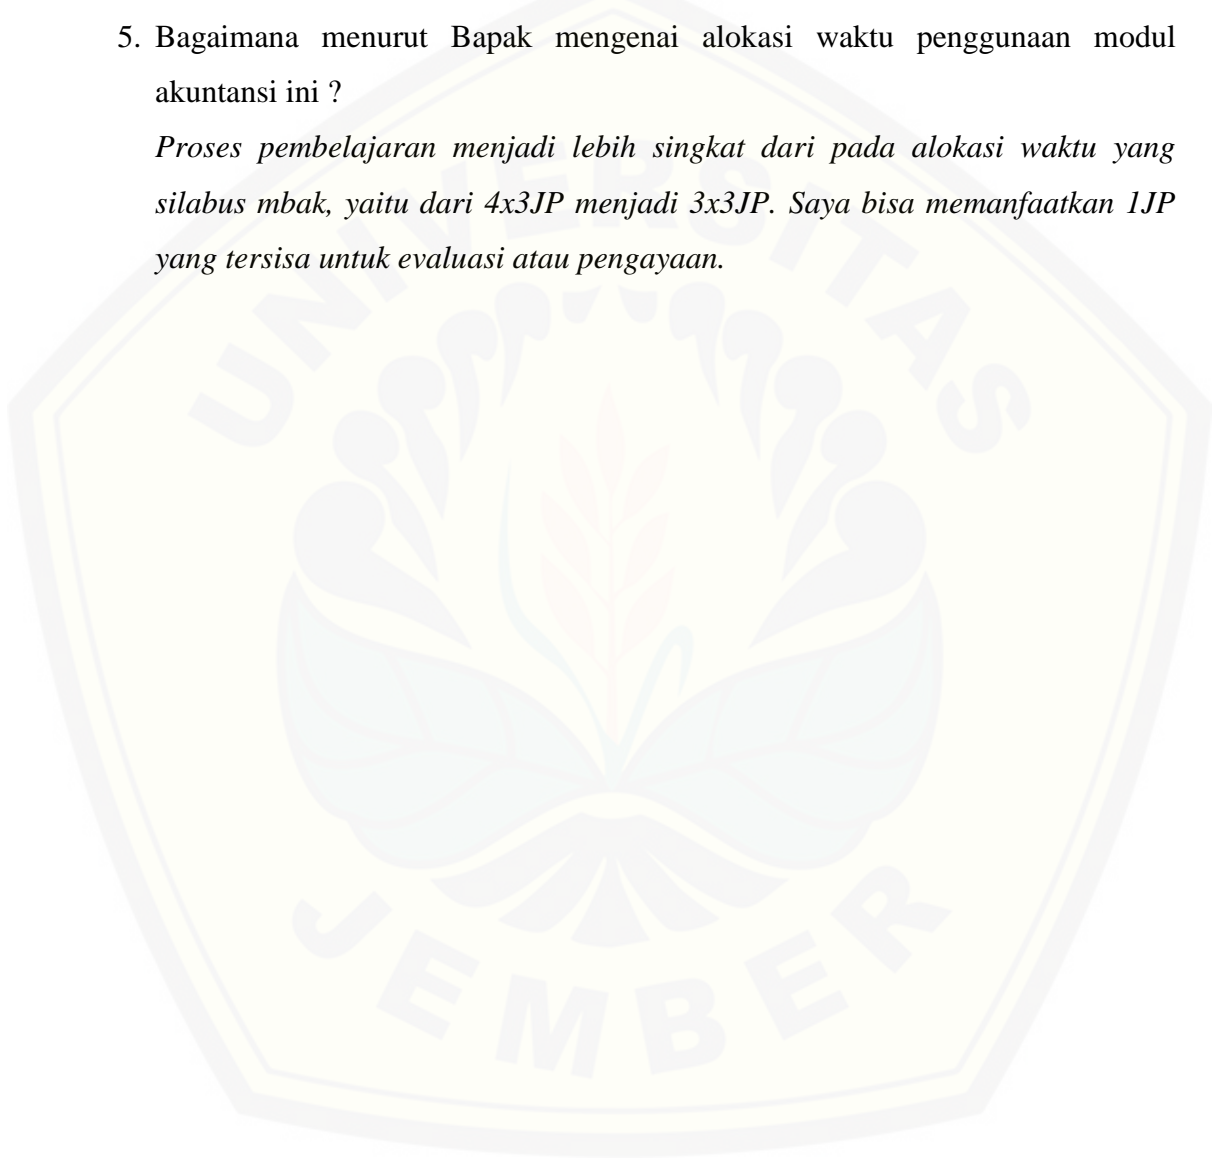 5. Bagaimana menurut Bapak mengenai alokasi waktu penggunaan modul
akuntansi ini ?
Proses pembelajaran menjadi lebih singkat dari pada alokasi waktu yang
silabus mbak, yaitu dari 4x3JP menjadi 3x3JP. Saya bisa memanfaatkan 1JP
yang tersisa untuk evaluasi atau pengayaan.
UNIVERSITAS
JEMBER